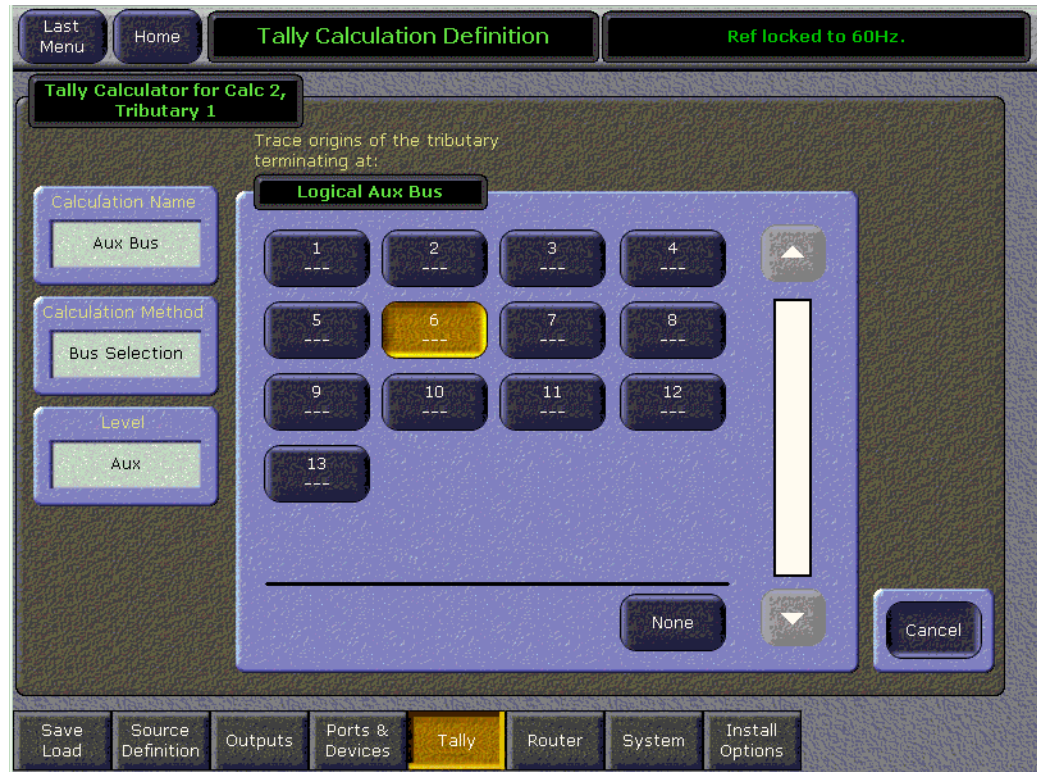 Last
Menu
Home
Tally Calculation Definition
Ref locked to 60Hz.
Tally Calculator for Calc 2,
Tributary 1
Trace origins of the tributary
terminating at:
Logical Aux Bus
Calculation Name
Aux Bus
Calculation Method
Bus Selection
Level
Aux
1
---
2
---
3
---
4
---
5
---
6
---
7
---
8
---
9
---
10
---
11
---
12
---
13
---
None
Cancel
Save
Load
Source
Definition
Outputs
Ports &
Devices
Tally
Router
System
Install
Options